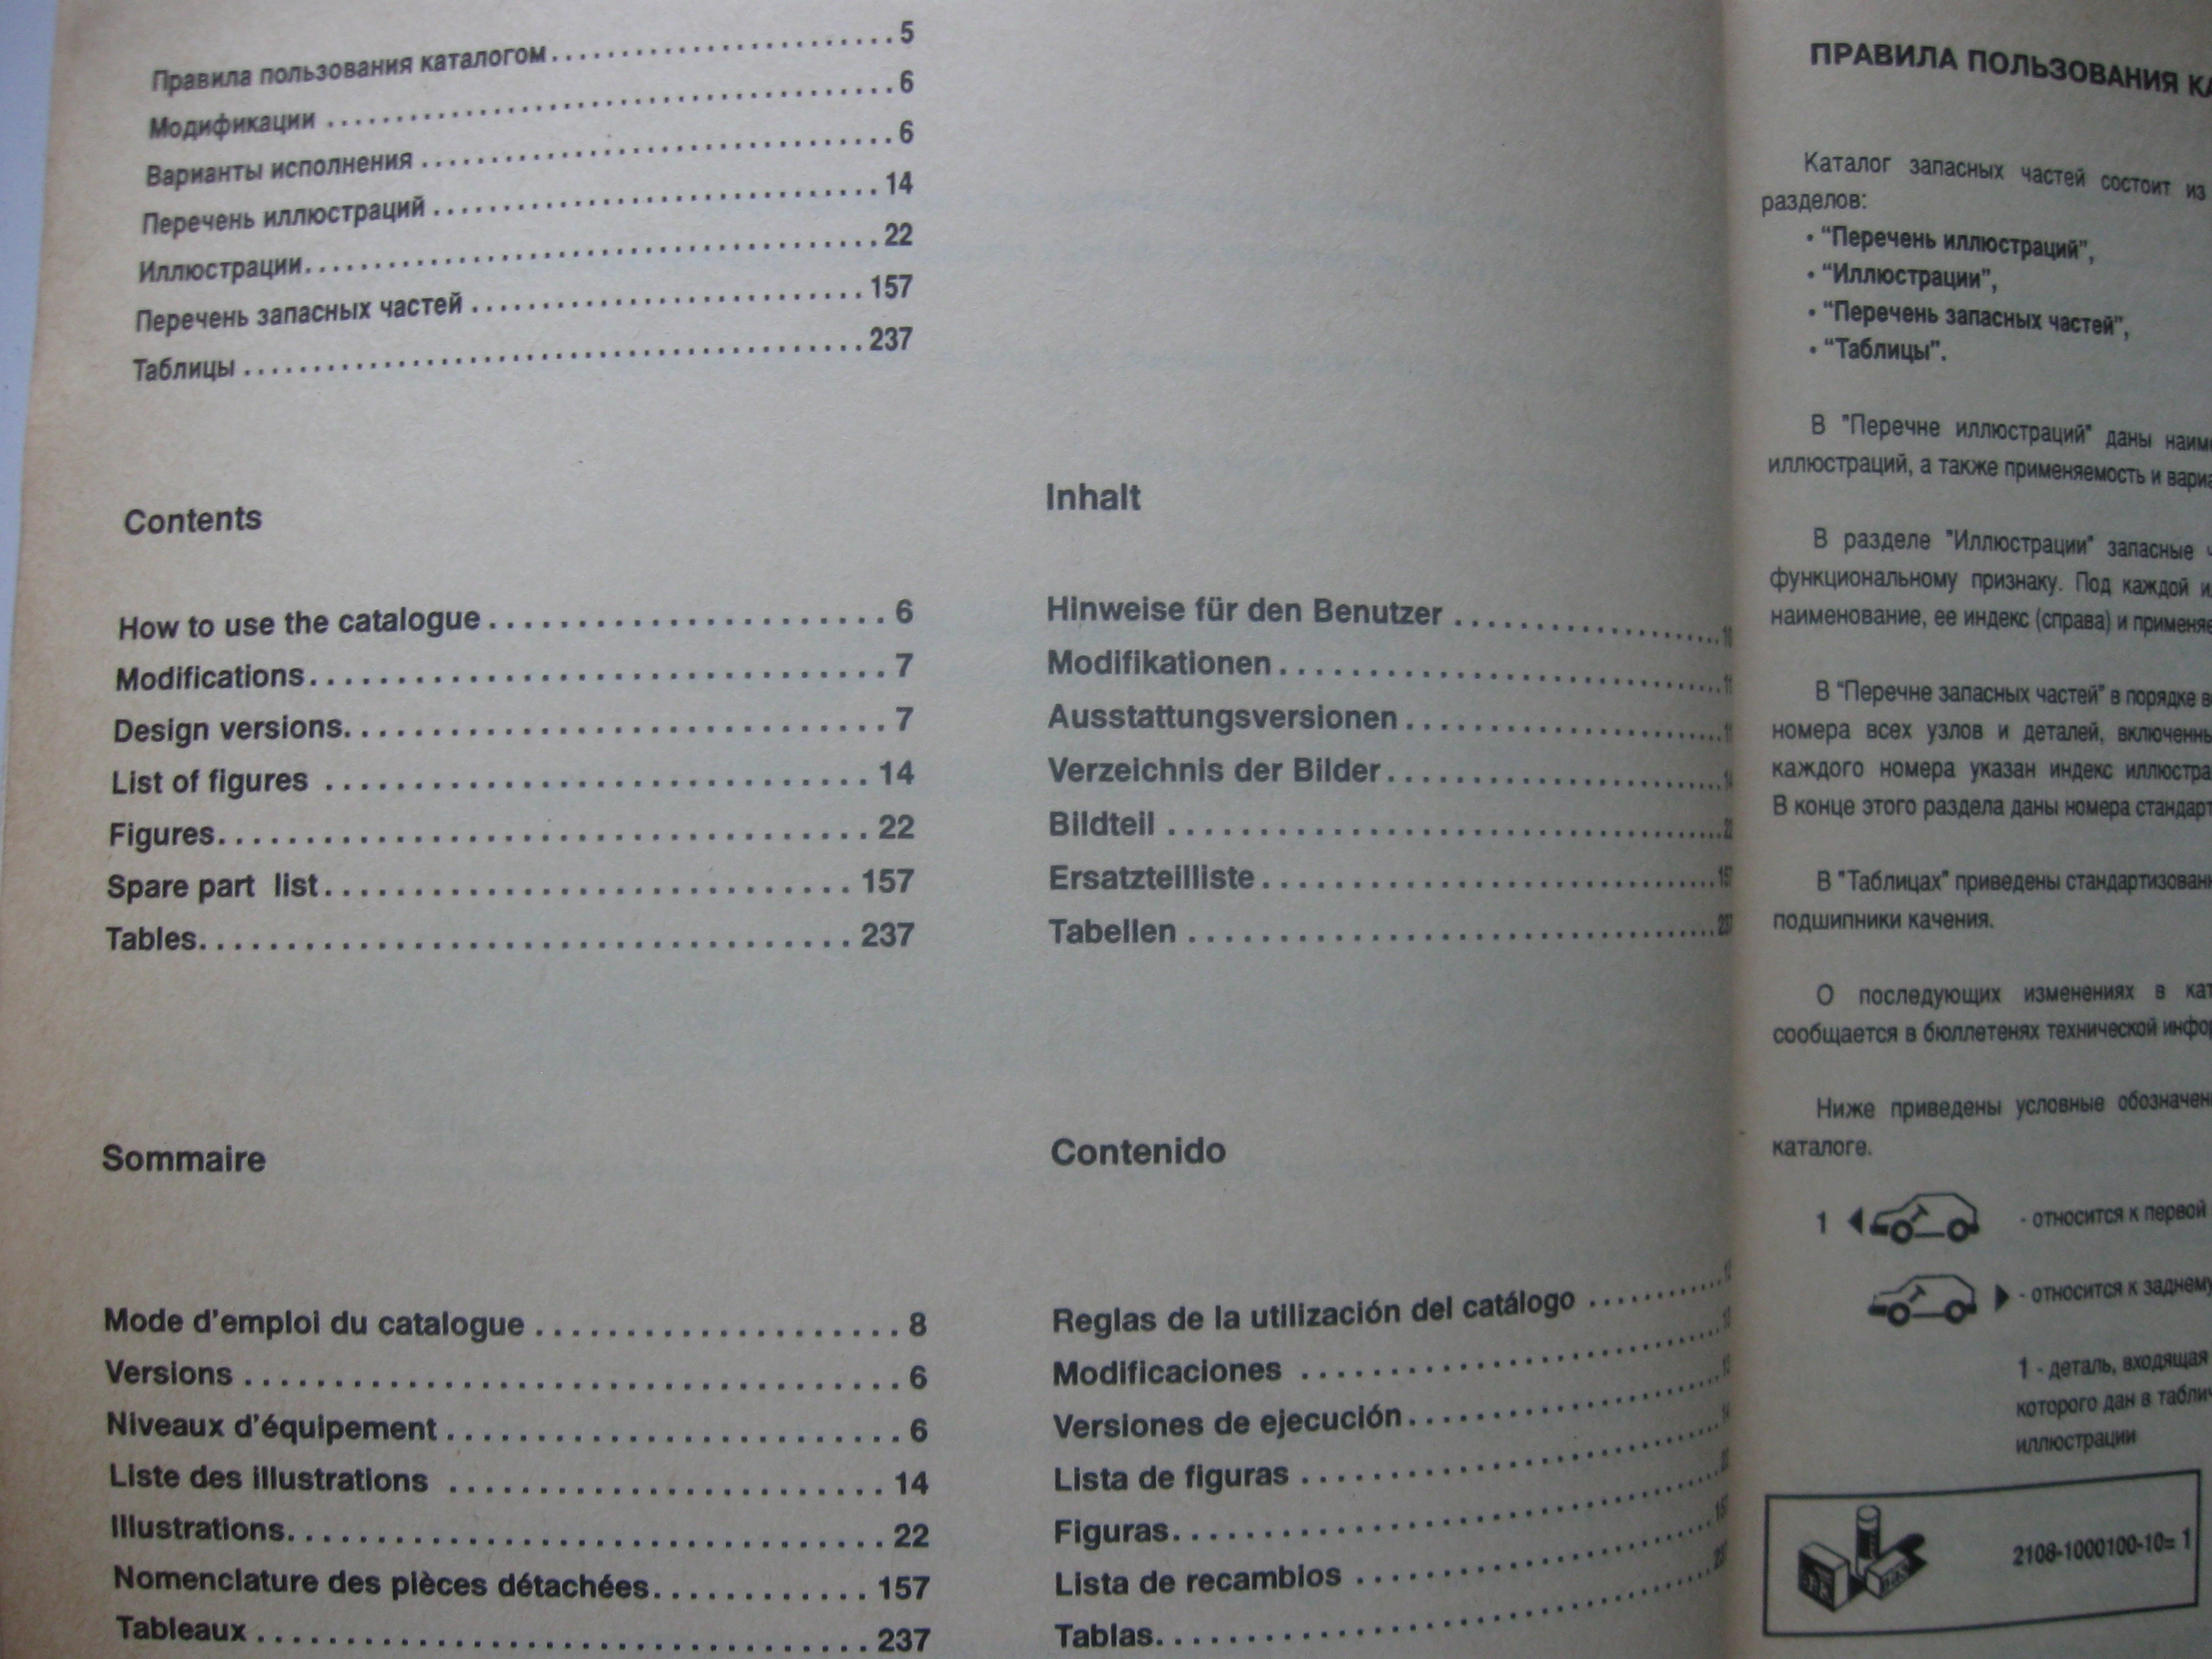 Правила пользования каталогом ........................ 5
Модификации ........................ 6
Варианты исполнения ........................ 6
Перечень иллюстраций ........................ 14
Иллюстрации........................ 22
Перечень запасных частей ........................ 157
Таблицы ........................ 237
Contents
How to use the catalogue ........................ 6
Modifications........................ 7
Design versions........................ 7
List of figures ........................ 14
Figures........................ 22
Spare part list........................ 157
Tables........................ 237
Inhalt
Hinweise für den Benutzer ........................ 10
Modifikationen ........................ 11
Ausstattungsversionen ........................ 11
Verzeichnis der Bilder ........................ 14
Bildteil ........................ 22
Ersatzteilliste ........................ 157
Tabellen ........................ 237
Sommaire
Mode d'emploi du catalogue ........................ 8
Versions ........................ 6
Niveaux d'équipement ........................ 6
Liste des illustrations ........................ 14
Illustrations........................ 22
Nomenclature des pièces détachées........................ 157
Tableaux ........................ 237
Contenido
Reglas de la utilización del catálogo ........................
Modificaciones ........................
Versiones de ejecución ........................
Lista de figuras ........................
Figuras........................
Lista de recambios ........................ 157
Tablas........................ 237
ПРАВИЛА ПОЛЬЗОВАНИЯ
Каталог запасных частей состоит из
разделов:
• “Перечень иллюстраций”,
• “Иллюстрации”,
• “Перечень запасных частей”,
• “Таблицы”.
В "Перечне иллюстраций" даны
иллюстраций, а также применяемость и
В разделе "Иллюстрации" запасные
функциональному признаку. Под каждой
наименование, ее индекс (справа) и
В “Перечне запасных частей” в порядке
номера всех узлов и деталей,
каждого номера указан индекс
В конце этого раздела даны номера
В "Таблицах" приведены
подшипники качения.
О последующих изменениях в
сообщается в бюллетенях технической
Ниже приведены условные
каталоге.
1 - относится к первой
- относится к заднему
1 - деталь, входящая
которого дан в
иллюстрации
2108-1000100-10= 1